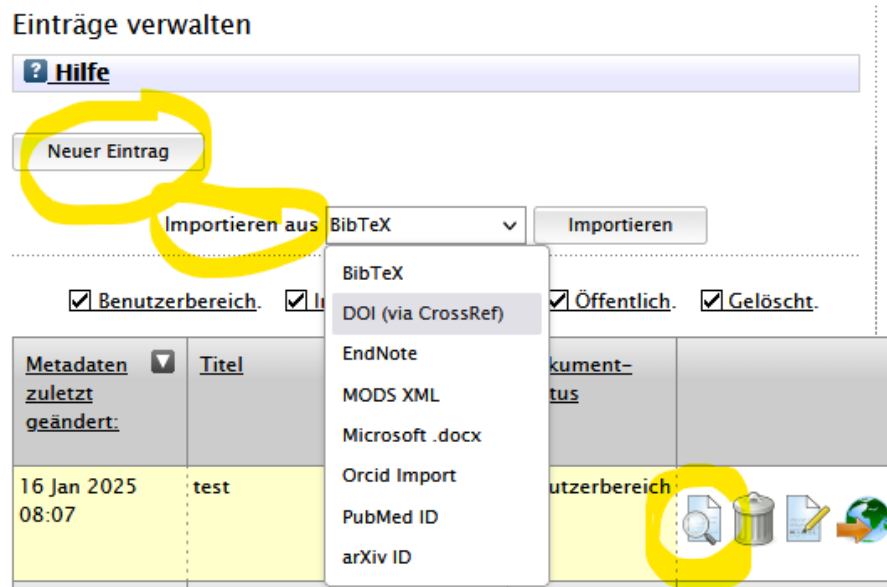 Einträge verwalten
? Hilfe
Neuer Eintrag
Importieren aus BibTeX Importieren
BibTeX
DOI (via CrossRef)
EndNote
MODS XML
Microsoft .docx
Orcid Import
PubMed ID
arXiv ID
Benutzerbereich. Öffentlich. Gelöscht.
Metadaten zuletzt geändert:
Titel
16 Jan 2025
08:07
test